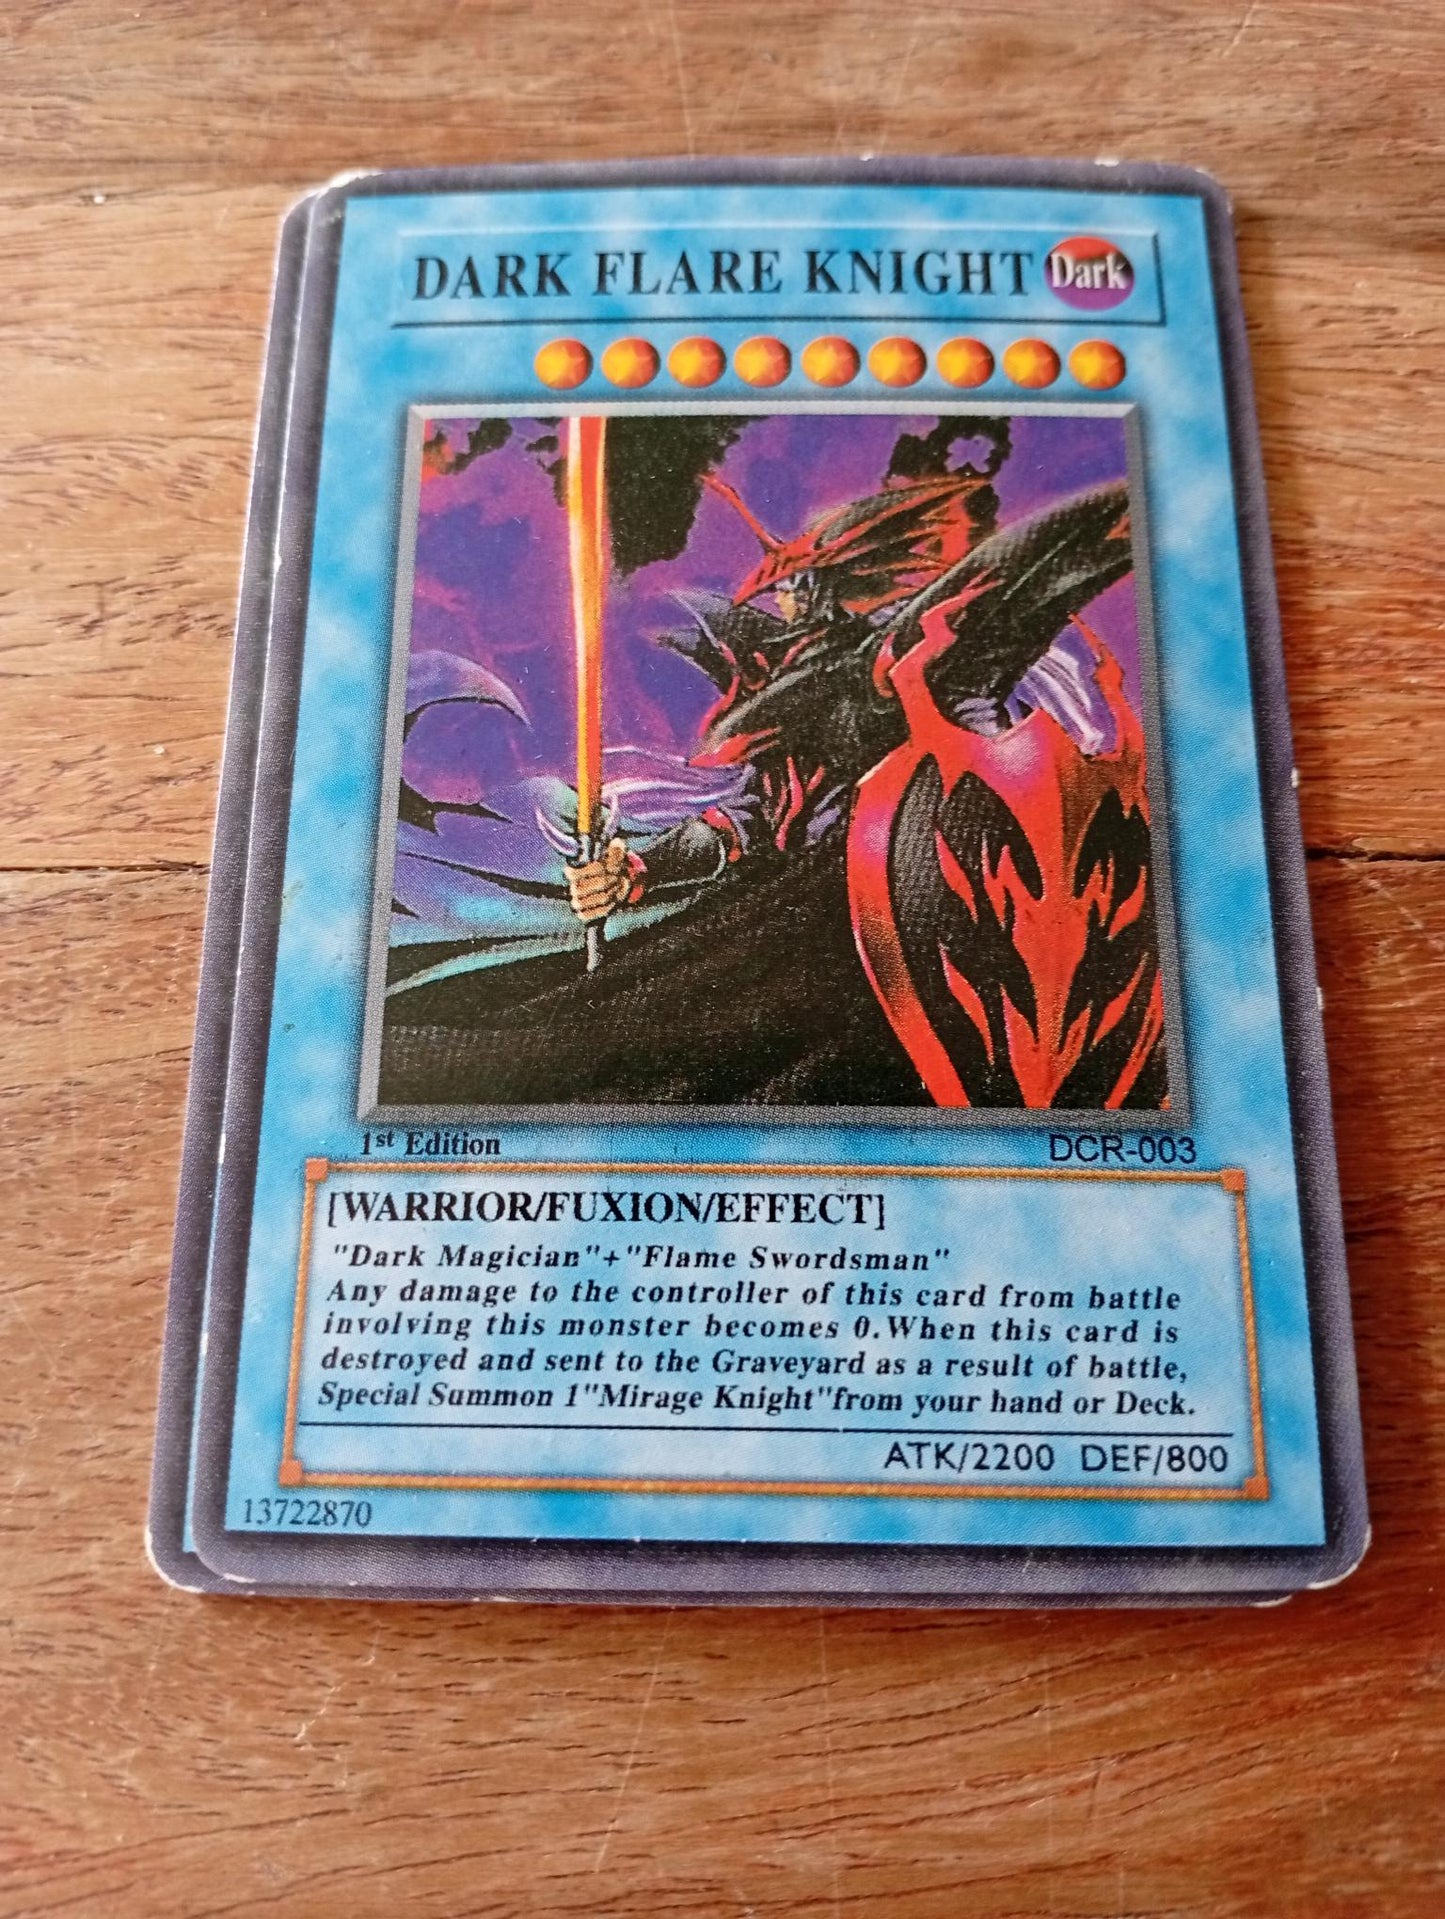 DARK FLARE KNIGHT Dark
1st Edition DCR-003
[WARRIOR/FUXION/EFFECT]
"Dark Magician"+"Flame Swordsman"
Any damage to the controller of this card from battle
involving this monster becomes 0.When this card is
destroyed and sent to the Graveyard as a result of battle,
Special Summon 1"Mirage Knight"from your hand or Deck.
ATK/2200 DEF/800
13722870